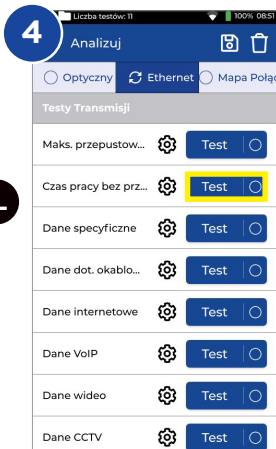 4
Liczba testów: 11
100% 08:51
Analizuj
Optyczny Ethernet Mapa Połąc
Testy Transmisji
Maks. przepustow... Test
Czas pracy bez prz... Test
Dane specyficzne Test
Dane dot. okablo... Test
Dane internetowe Test
Dane VoIP Test
Dane wideo Test
Dane CCTV Test